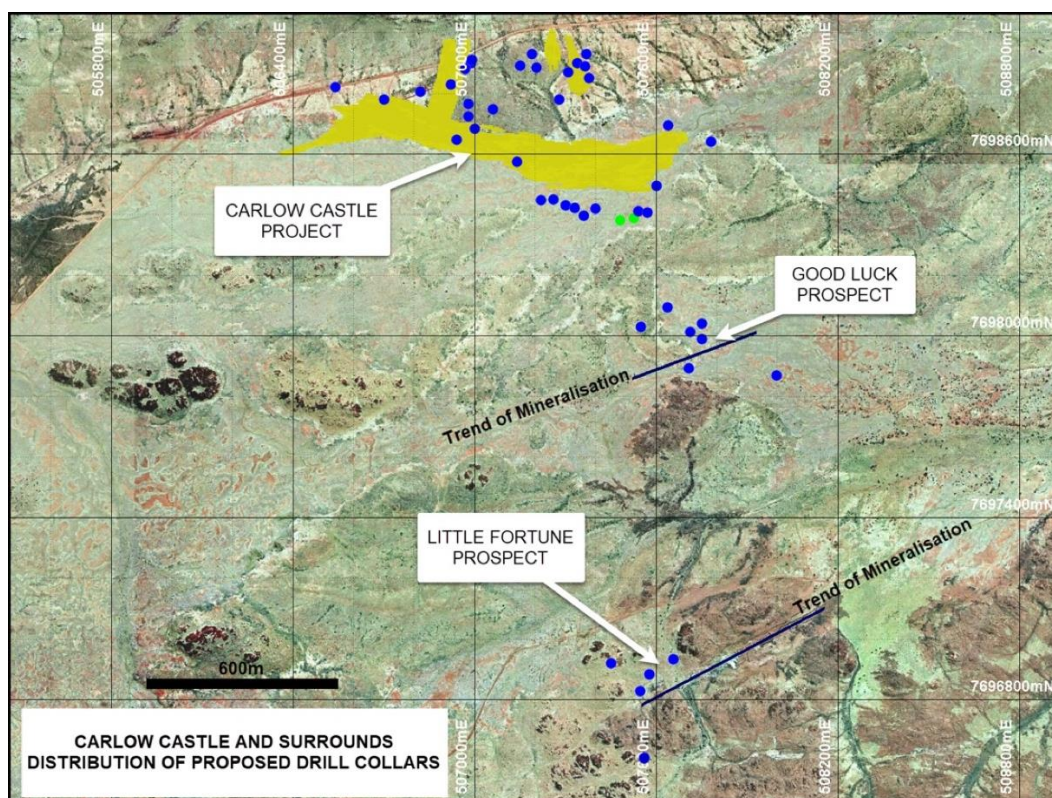 505800mE
506400mE
507000mE
507600mE
508200mE
508800mE
7698600mN
CARLOW CASTLE
PROJECT
GOOD LUCK
PROSPECT
7698000mN
Trend of Mineralisation
7697400mN
LITTLE FORTUNE
PROSPECT
Trend of Mineralisation
600m
7696800mN
CARLOW CASTLE AND SURROUNDS
DISTRIBUTION OF PROPOSED DRILL COLLARS
507000mE
507600mE
508200mE
508800mE